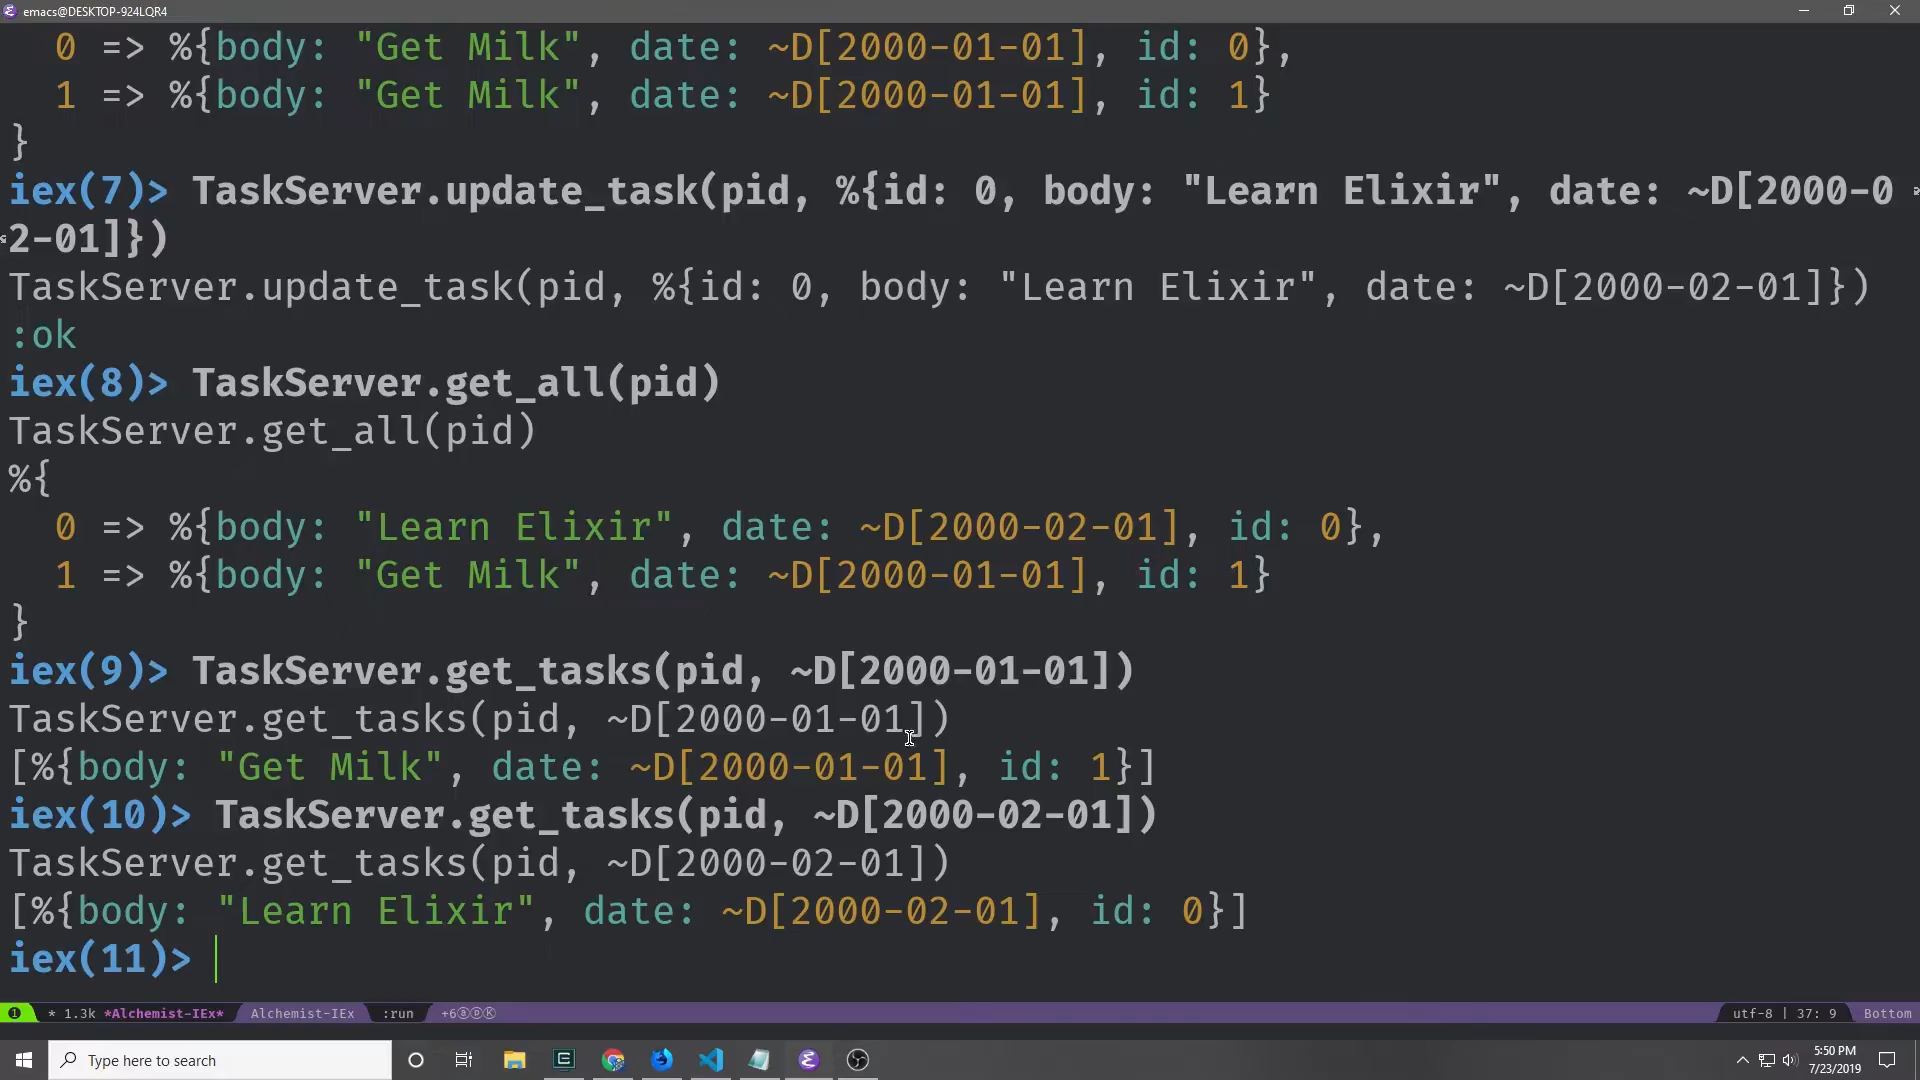 emacs@DESKTOP-924LQR4
0 => %{body: "Get Milk", date: ~D[2000-01-01], id: 0},
1 => %{body: "Get Milk", date: ~D[2000-01-01], id: 1}
}
iex(7)> TaskServer.update_task(pid, %{id: 0, body: "Learn Elixir", date: ~D[2000-0
2-01]})
TaskServer.update_task(pid, %{id: 0, body: "Learn Elixir", date: ~D[2000-02-01]})
:ok
iex(8)> TaskServer.get_all(pid)
TaskServer.get_all(pid)
%{
0 => %{body: "Learn Elixir", date: ~D[2000-02-01], id: 0},
1 => %{body: "Get Milk", date: ~D[2000-01-01], id: 1}
}
iex(9)> TaskServer.get_tasks(pid, ~D[2000-01-01])
TaskServer.get_tasks(pid, ~D[2000-01-01])
[%{body: "Get Milk", date: ~D[2000-01-01], id: 1}]
iex(10)> TaskServer.get_tasks(pid, ~D[2000-02-01])
TaskServer.get_tasks(pid, ~D[2000-02-01])
[%{body: "Learn Elixir", date: ~D[2000-02-01], id: 0}]
iex(11)>
❶ * 1.3k *Alchemist-IEx* Alchemist-IEx :run +6ⓐⓟⓀ utf-8 | 37: 9 Bottom
Type here to search
5:50 PM
7/23/2019